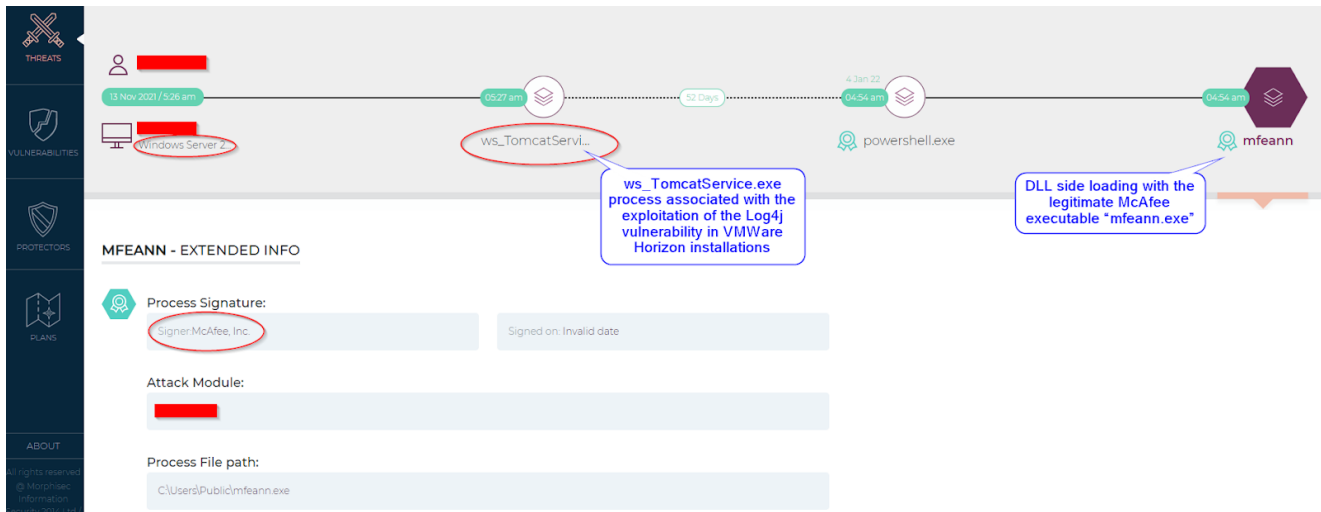 THREATS
VULNERABILITIES
PROTECTORS
PLANS
ABOUT
All rights reserved
@ Morphisec
Information
13 Nov 2021 / 5:26 am
Windows Server 2...
05:27 am
ws_TomcatServi...
52 Days
4 Jan 22
04:54 am
powershell.exe
04:54 am
mfeann
ws_TomcatService.exe
process associated with the
exploitation of the Log4j
vulnerability in VMWare
Horizon installations
DLL side loading with the
legitimate McAfee
executable “mfeann.exe”
MFEANN - EXTENDED INFO
Process Signature:
Signer:McAfee, Inc.
Signed on: Invalid date
Attack Module:
Process File path:
C:\Users\Public\mfeann.exe